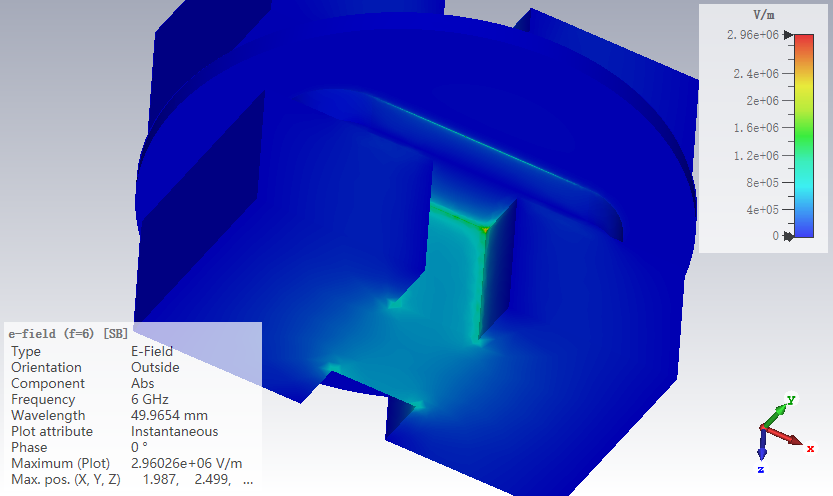 V/m
2.96e+06
2.4e+06
2e+06
1.6e+06
1.2e+06
8e+05
4e+05
0
e-field (f=6) [SB]
Type E-Field
Orientation Outside
Component Abs
Frequency 6 GHz
Wavelength 49.9654 mm
Plot attribute Instantaneous
Phase 0 °
Maximum (Plot) 2.96026e+06 V/m
Max. pos. (X, Y, Z) 1.987, 2.499, ...
y
x
z